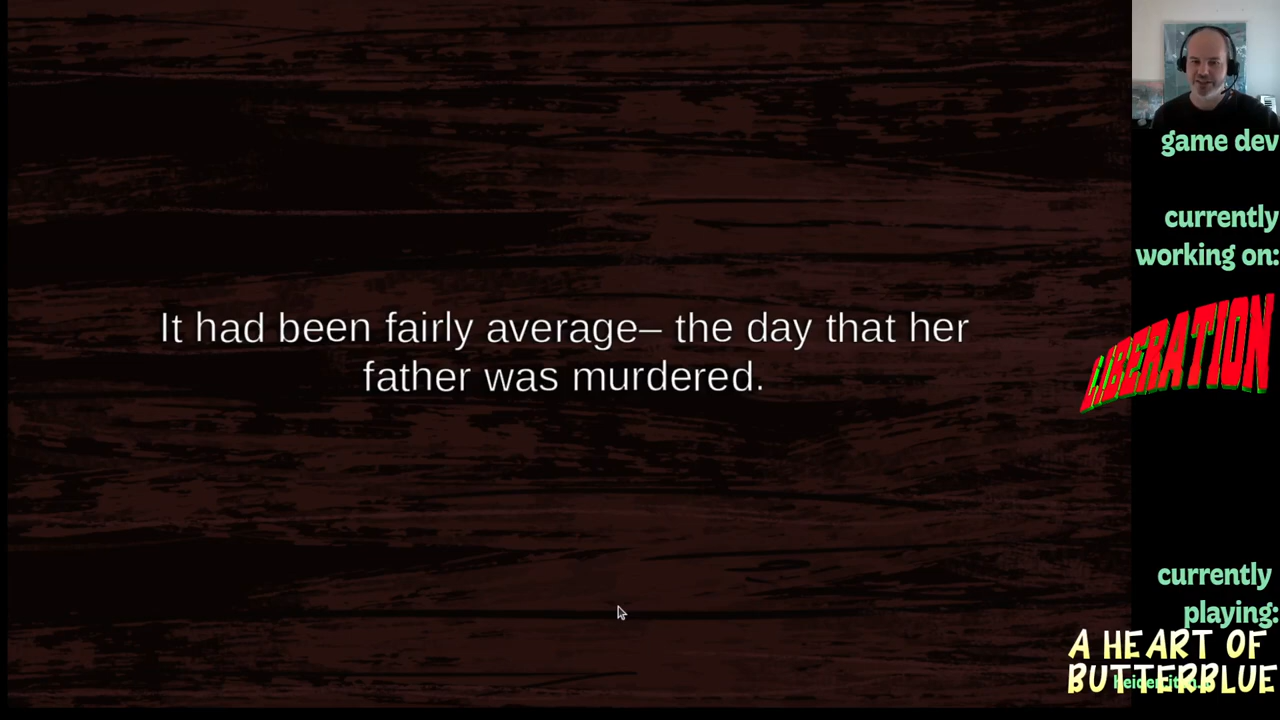 It had been fairly average– the day that her
father was murdered.
game dev
currently
working on:
LIBERATION
currently
playing:
A HEART OF
BUTTERBLUE